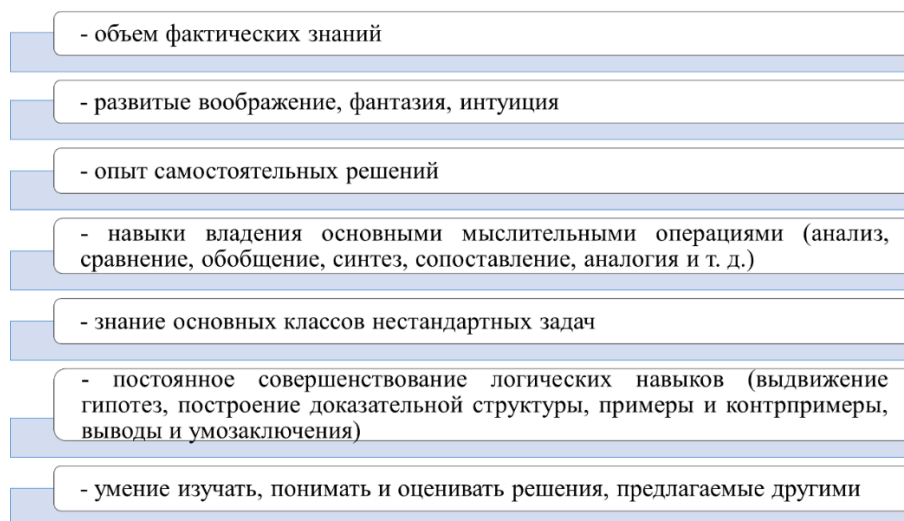 - объем фактических знаний
- развитые воображение, фантазия, интуиция
- опыт самостоятельных решений
- навыки владения основными мыслительными операциями (анализ,
сравнение, обобщение, синтез, сопоставление, аналогия и т. д.)
- знание основных классов нестандартных задач
- постоянное совершенствование логических навыков (выдвижение
гипотез, построение доказательной структуры, примеры и контрпримеры,
выводы и умозаключения)
- умение изучать, понимать и оценивать решения, предлагаемые другими